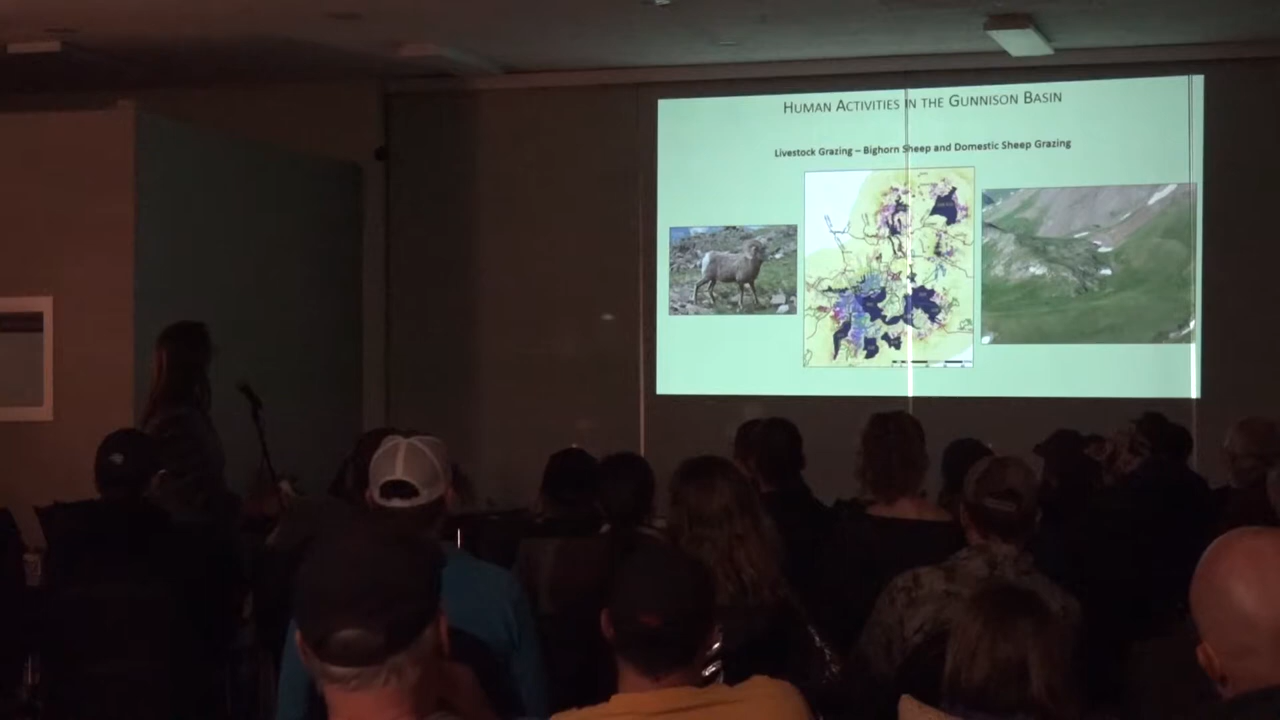 Human Activities in the Gunnison Basin
Livestock Grazing – Bighorn Sheep and Domestic Sheep Grazing